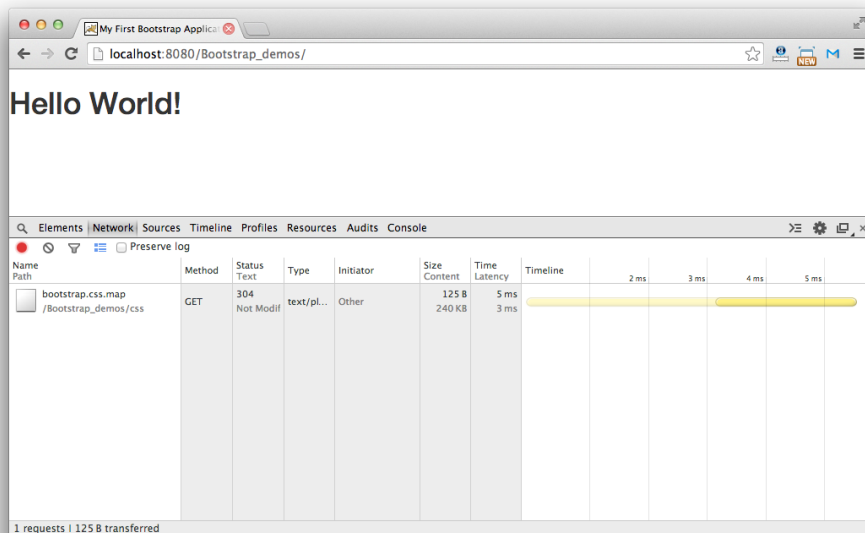 My First Bootstrap Applica
localhost:8080/Bootstrap_demos/
NEW
Hello World!
Elements Network Sources Timeline Profiles Resources Audits Console
Preserve log
Name Method Status Type Initiator Size Time Timeline
Path Text Content Latency 2 ms 3 ms 4 ms 5 ms
bootstrap.css.map GET 304 text/pl... Other 125 B 5 ms
/Bootstrap_demos/css Not Modif 240 KB 3 ms
1 requests | 125 B transferred